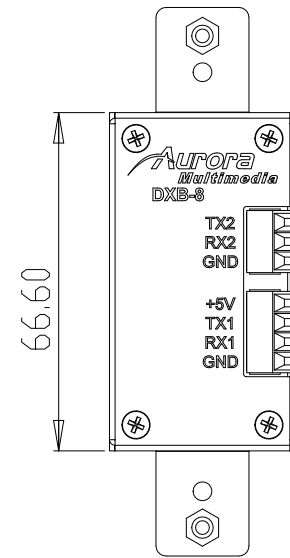 Aurora
Multimedia
DXB-8
TX2
RX2
GND
+5V
TX1
RX1
GND
66,60